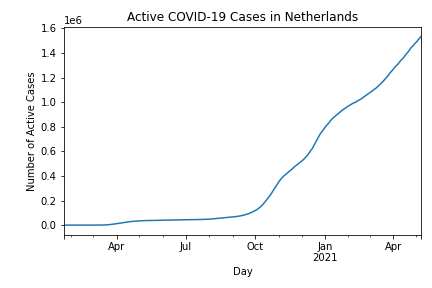 Active COVID-19 Cases in Netherlands
1e6
1.6
1.4
1.2
1.0
0.8
0.6
0.4
0.2
0.0
Number of Active Cases
Apr Jul Oct Jan Apr
2021
Day